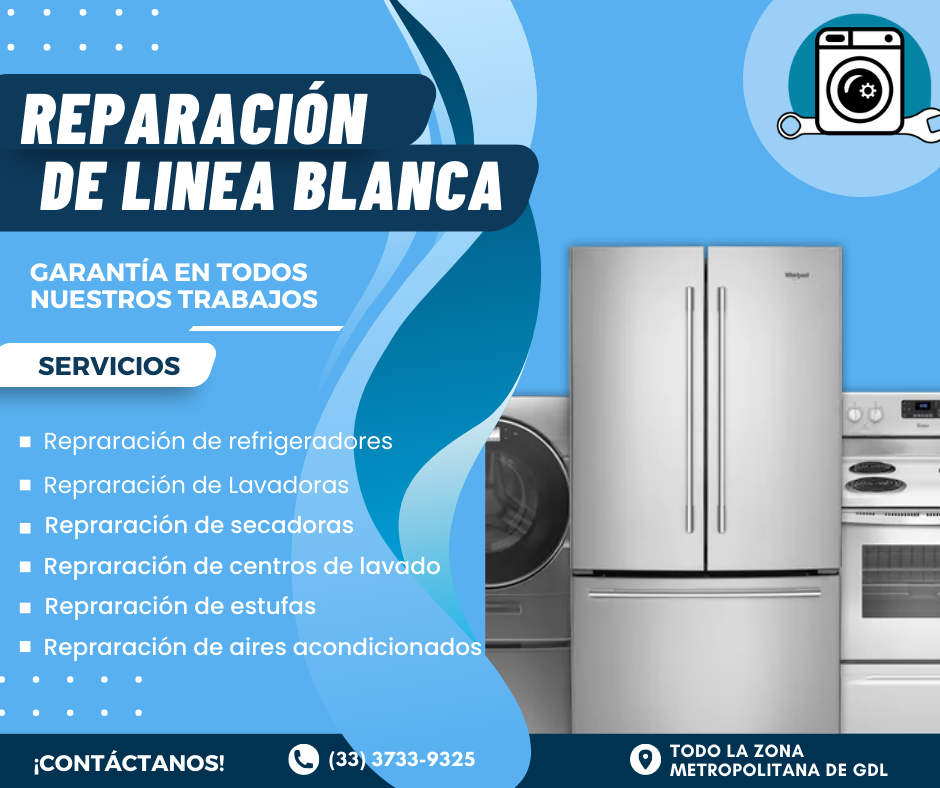 REPARACIÓN
DE LINEA BLANCA
GARANTÍA EN TODOS
NUESTROS TRABAJOS
SERVICIOS
Repraración de refrigeradores
Repraración de Lavadoras
Repraración de secadoras
Repraración de centros de lavado
Repraración de estufas
Repraración de aires acondicionados
¡CONTÁCTANOS!
(33) 3733-9325
TODO LA ZONA
METROPOLITANA DE GDL
Whirlpool